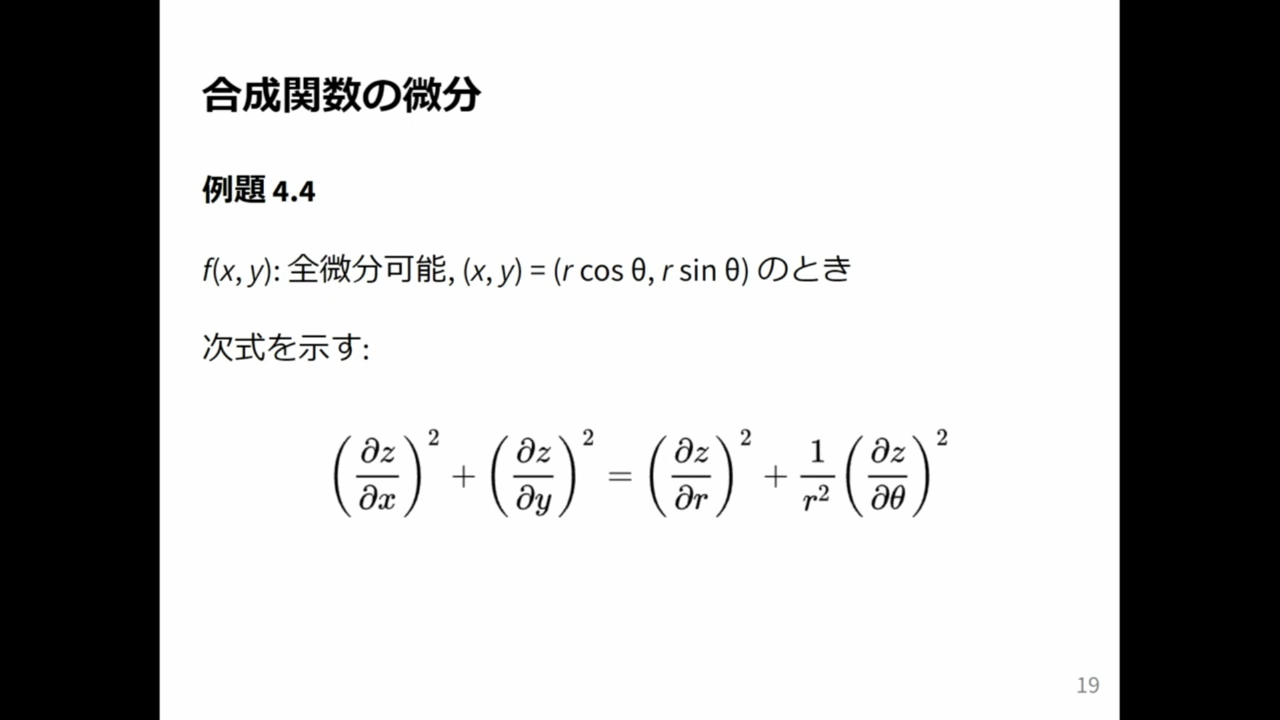 合成関数の微分
例題 4.4
f(x, y): 全微分可能, (x, y) = (r cos θ, r sin θ) のとき
次式を示す:
(∂z/∂x)² + (∂z/∂y)² = (∂z/∂r)² + 1/r² (∂z/∂θ)²
19